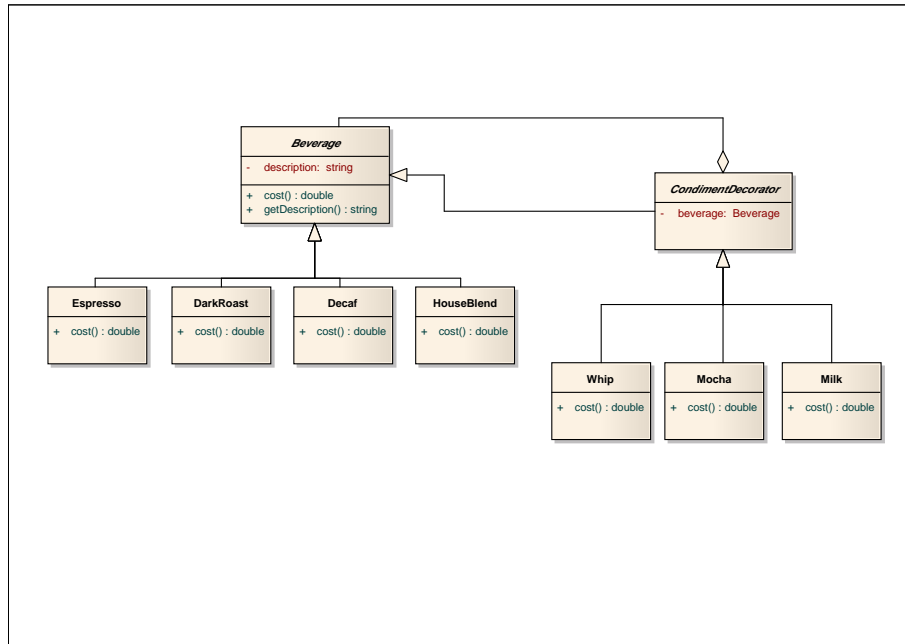 Beverage
- description: string
+ cost() : double
+ getDescription() : string
CondimentDecorator
- beverage: Beverage
Espresso
+ cost() : double
DarkRoast
+ cost() : double
Decaf
+ cost() : double
HouseBlend
+ cost() : double
Whip
+ cost() : double
Mocha
+ cost() : double
Milk
+ cost() : double